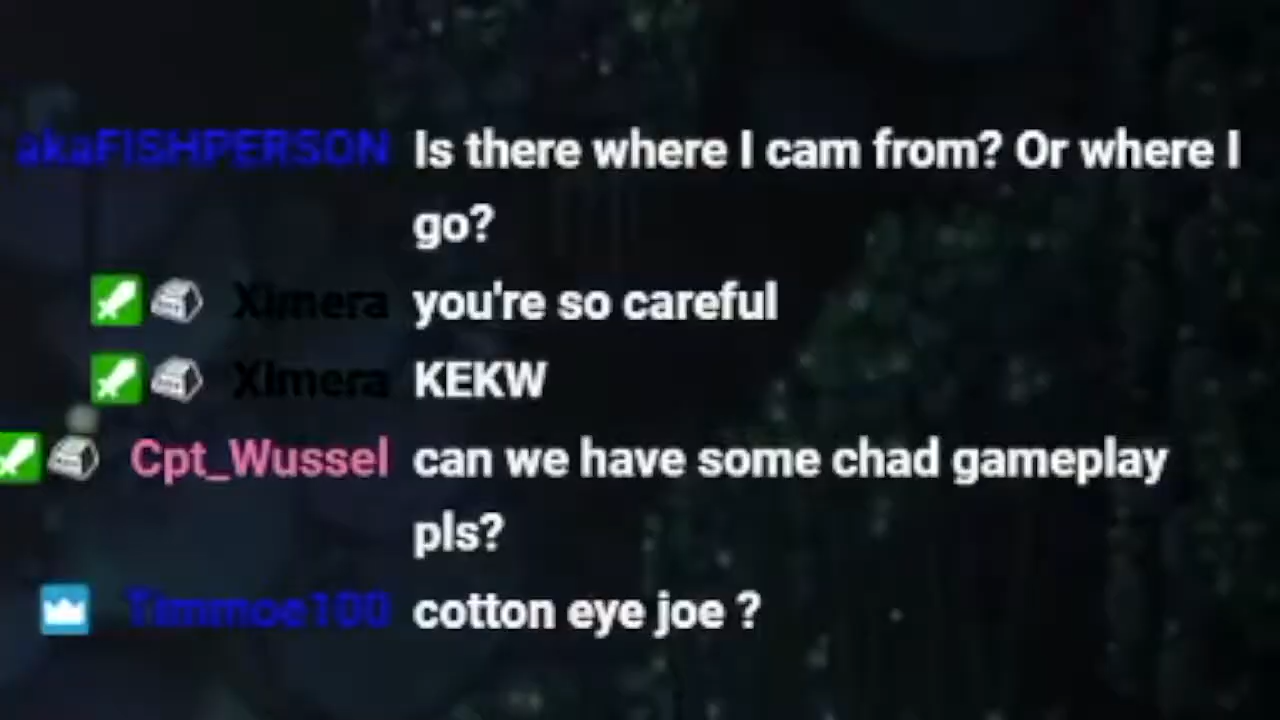 akaFISHPERSON Is there where I cam from? Or where I
go?
Ximera you're so careful
Ximera KEKW
Cpt_Wussel can we have some chad gameplay
pls?
Timmoe100 cotton eye joe ?